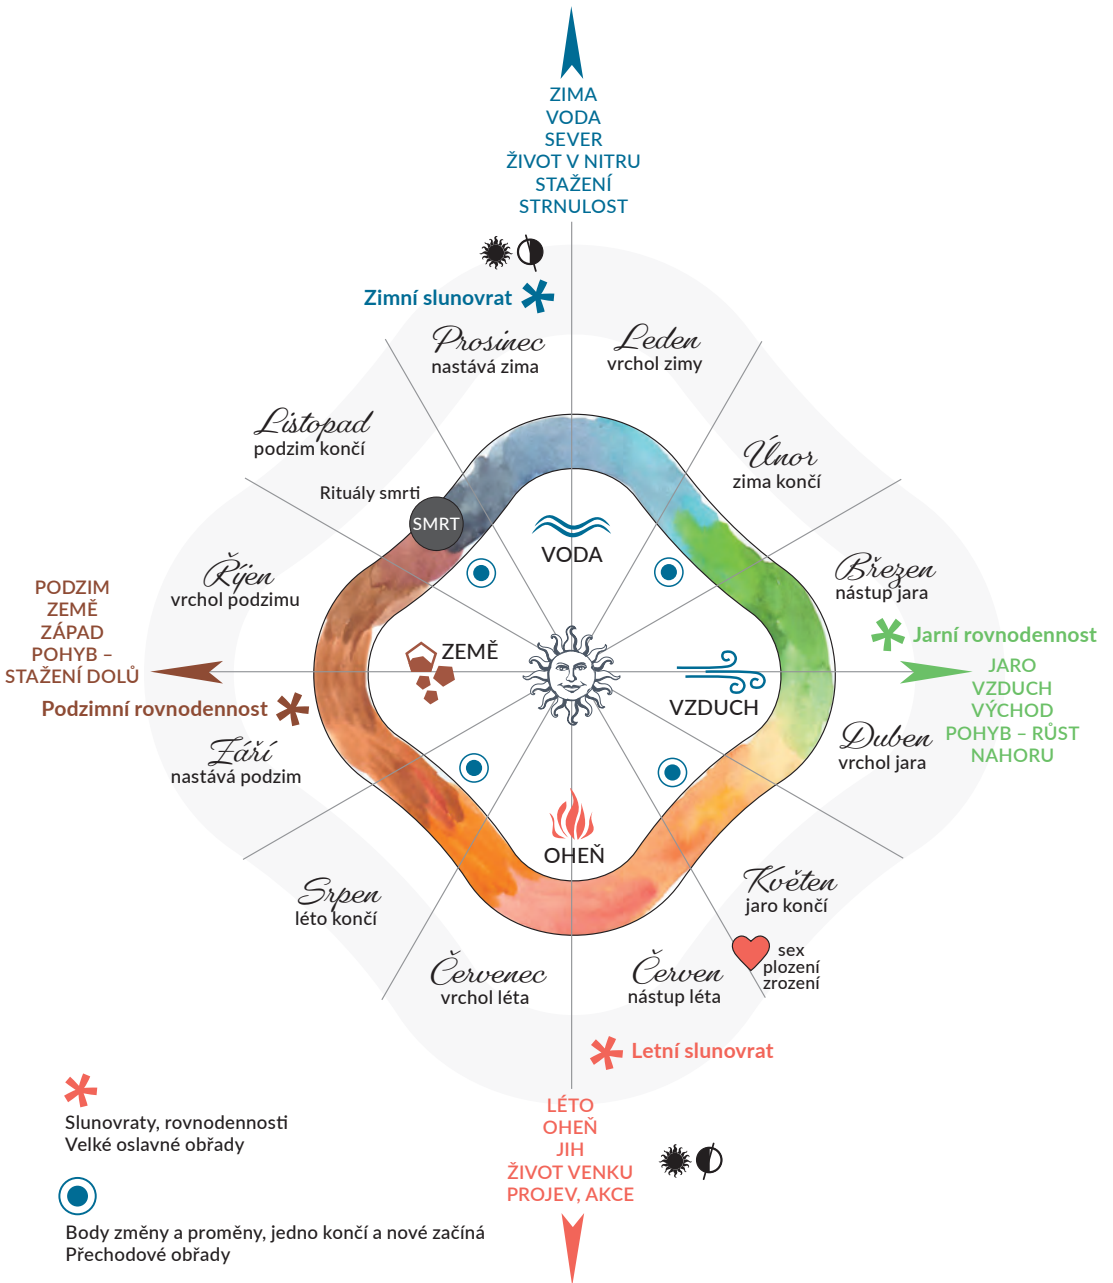 ZIMA
VODA
SEVER
ŽIVOT V NITRU
STAŽENÍ
STRNULOST
Zimní slunovrat
Prosinec
nastává zima
Leden
vrchol zimy
Listopad
podzim končí
Únor
zima končí
Rituály smrti
SMRT
VODA
Říjen
vrchol podzimu
Březen
nástup jara
PODZIM
ZEMĚ
ZÁPAD
POHYB –
STAŽENÍ DOLŮ
Podzimní rovnodennost
ZEMĚ
VZDUCH
Jarní rovnodennost
JARO
VZDUCH
VÝCHOD
POHYB – RŮST
NAHORU
Září
nastává podzim
Duben
vrchol jara
OHEŇ
Srpen
léto končí
Květen
jaro končí
sex
plození
zrození
Červenec
vrchol léta
Červen
nástup léta
Letní slunovrat
LÉTO
OHEŇ
JIH
ŽIVOT VENKU
PROJEV, AKCE
Slunovraty, rovnodennosti
Velké oslavné obřady
Body změny a proměny, jedno končí a nové začíná
Přechodové obřady